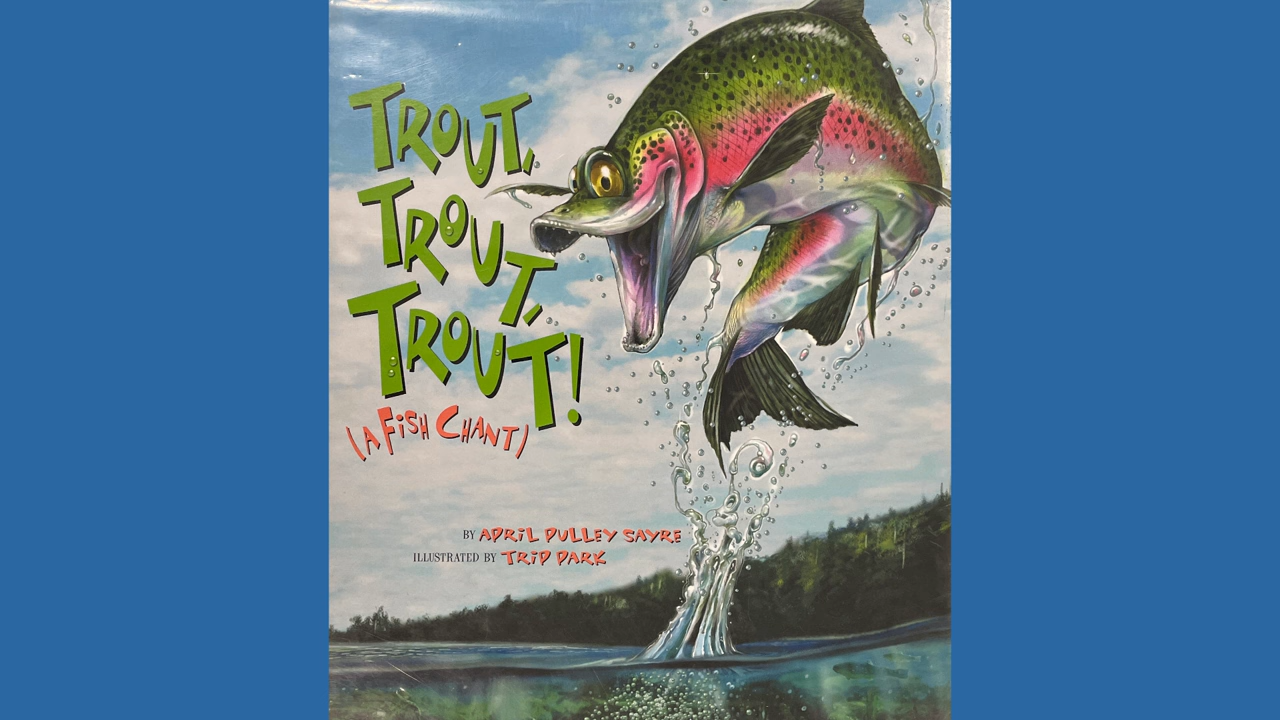 TROUT,
TROUT,
TROUT!
(A FISH CHANT)
BY APRIL PULLEY SAYRE
ILLUSTRATED BY TRIP PARK